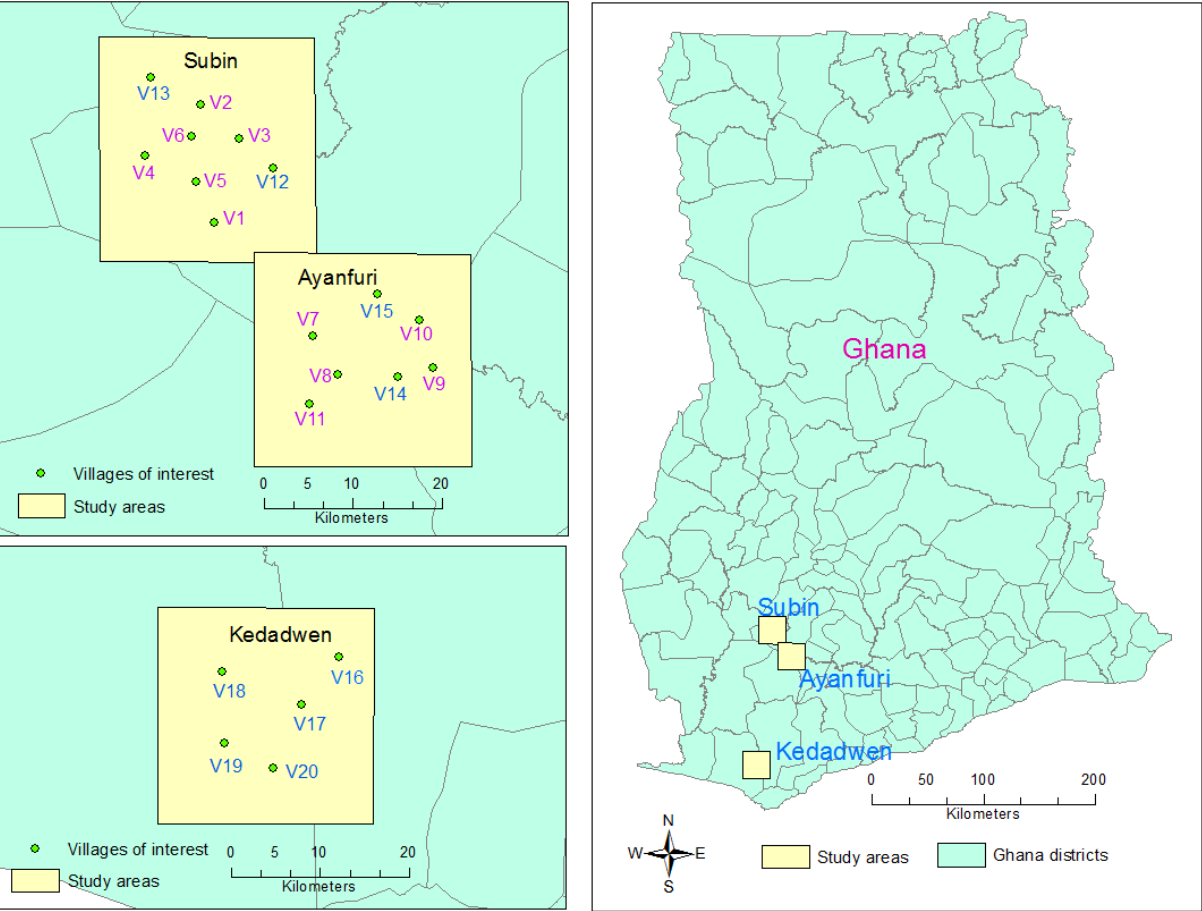 Subin
V13
V2
V6
V3
V4
V5
V12
V1
Ayanfuri
V15
V7
V10
V8
V14
V9
V11
Villages of interest
Study areas
0 5 10 20
Kilometers
Kedadwen
V16
V18
V17
V19
V20
Villages of interest
Study areas
0 5 10 20
Kilometers
Ghana
Subin
Ayanfuri
Kedadwen
0 50 100 200
Kilometers
N
W E
S
Study areas
Ghana districts